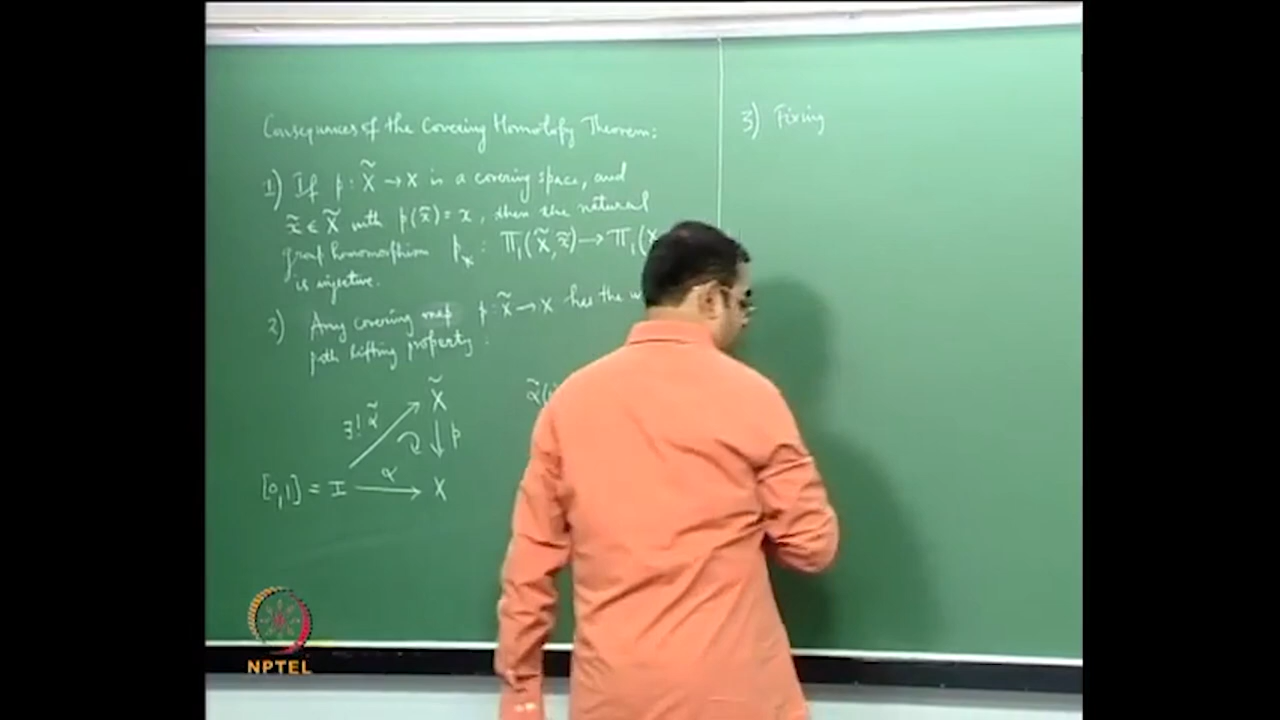 Consequences of the Covering Homotopy Theorem:
1) If p : X̃ → X is a covering space, and
x̃ ∈ X̃ with p(x̃) = x, then the natural
group homomorphism p_* : π₁(X̃, x̃) → π₁(X
is injective.
2) Any covering map p : X̃ → X has the
path lifting property :
X̃
∃! α̃
p
α̃(
[0,1] = I α X
3) Fixing
NPTEL